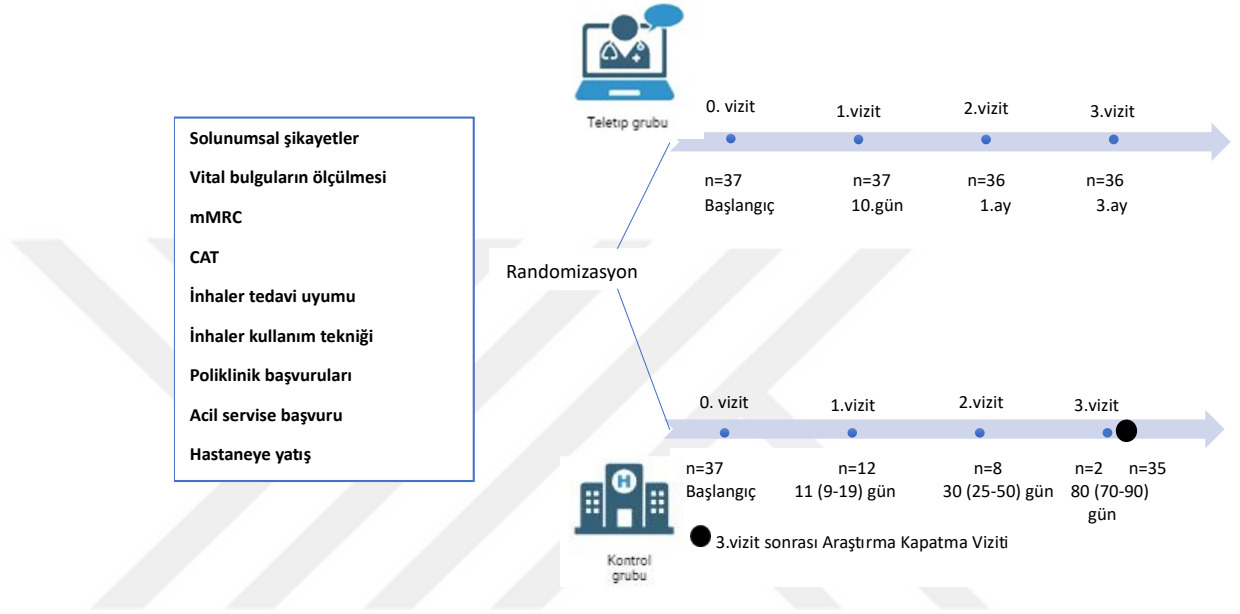 Solunumsal şikayetler
Vital bulguların ölçülmesi
mMRC
CAT
İnhaler tedavi uyumu
İnhaler kullanım tekniği
Poliklinik başvuruları
Acil servise başvuru
Hastaneye yatış
Randomizasyon
Teletıp grubu
0. vizit 1.vizit 2.vizit 3.vizit
n=37 n=37 n=36 n=36
Başlangıç 10.gün 1.ay 3.ay
0. vizit 1.vizit 2.vizit 3.vizit
n=37 n=12 n=8 n=2 n=35
Başlangıç 11 (9-19) gün 30 (25-50) gün 80 (70-90)
gün
H
3.vizit sonrası Araştırma Kapatma Viziti
Kontrol
grubu